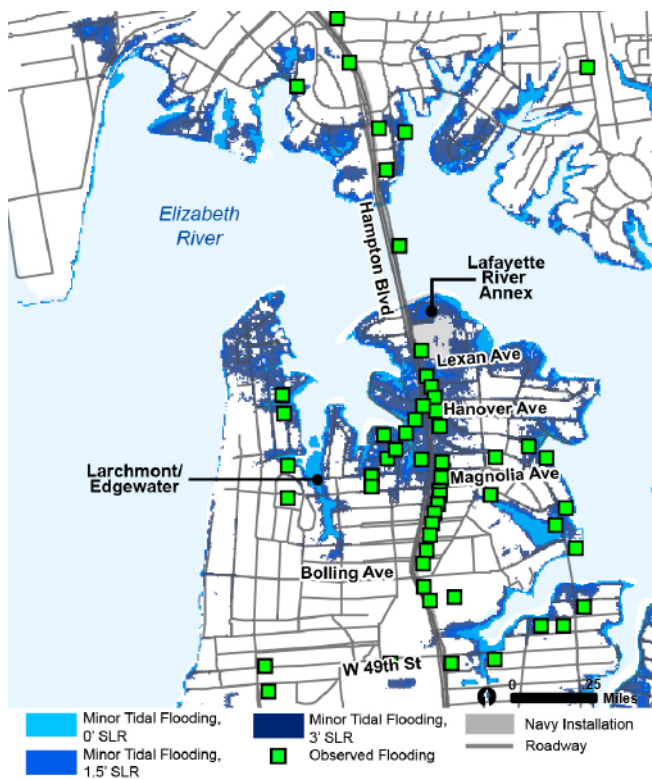 Elizabeth
River
Hampton Blvd
Lafayette
River
Annex
Lexan Ave
Hanover Ave
Larchmont/
Edgewater
Magnolia Ave
Bolling Ave
W 49th St
0 .25
Miles
Minor Tidal Flooding,
0' SLR
Minor Tidal Flooding,
1.5' SLR
Minor Tidal Flooding,
3' SLR
Observed Flooding
Navy Installation
Roadway